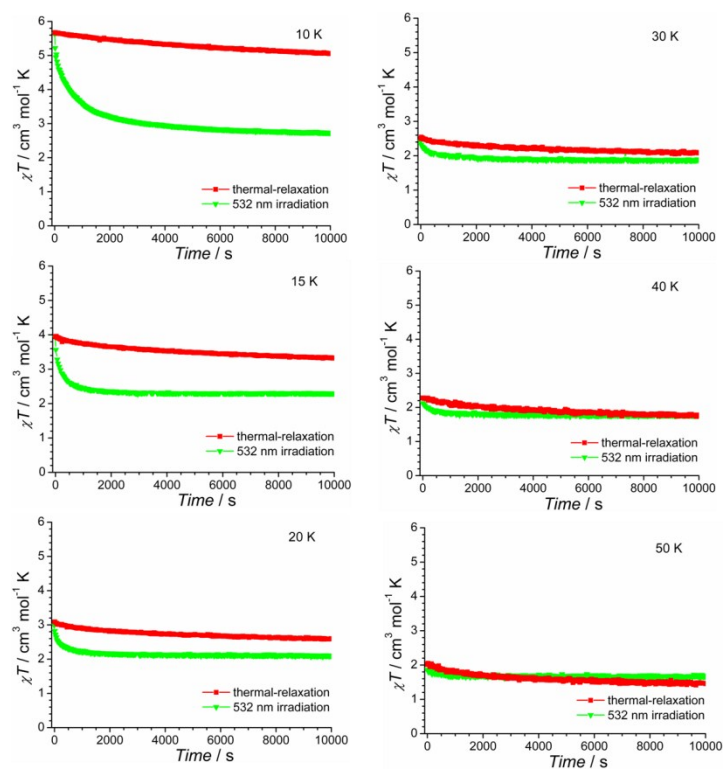 6
5
4
3
2
1
0
χT / cm³ mol⁻¹ K
10 K
thermal-relaxation
532 nm irradiation
0 2000 4000 6000 8000 10000
Time / s
6
5
4
3
2
1
0
χT / cm³ mol⁻¹ K
30 K
thermal-relaxation
532 nm irradiation
0 2000 4000 6000 8000 10000
Time / s
6
5
4
3
2
1
0
χT / cm³ mol⁻¹ K
15 K
thermal-relaxation
532 nm irradiation
0 2000 4000 6000 8000 10000
Time / s
6
5
4
3
2
1
0
χT / cm³ mol⁻¹ K
40 K
thermal-relaxation
532 nm irradiation
0 2000 4000 6000 8000 10000
Time / s
6
5
4
3
2
1
0
χT / cm³ mol⁻¹ K
20 K
thermal-relaxation
532 nm irradiation
0 2000 4000 6000 8000 10000
Time / s
6
5
4
3
2
1
0
χT / cm³ mol⁻¹ K
50 K
thermal-relaxation
532 nm irradiation
0 2000 4000 6000 8000 10000
Time / s